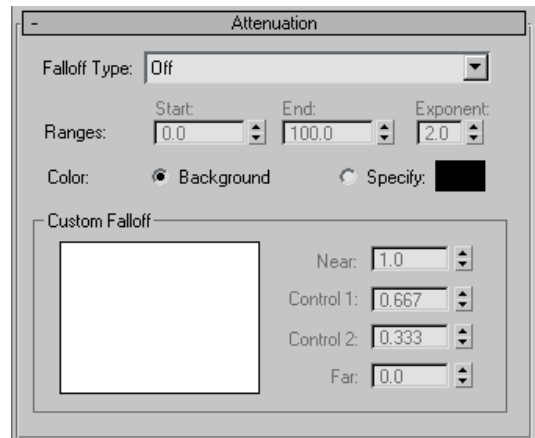 - Attenuation
Falloff Type: Off
Start: End: Exponent:
Ranges: 0.0 100.0 2.0
Color: Background Specify:
Custom Falloff
Near: 1.0
Control 1: 0.667
Control 2: 0.333
Far: 0.0